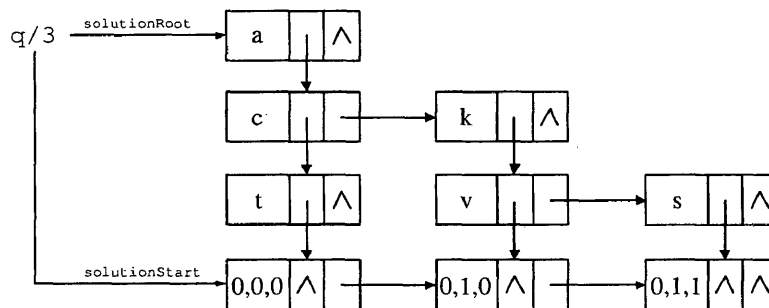 solutionRoot
q/3 a ∧
c k ∧
t ∧ v s ∧
solutionStart
0,0,0 ∧ 0,1,0 ∧ 0,1,1 ∧ ∧